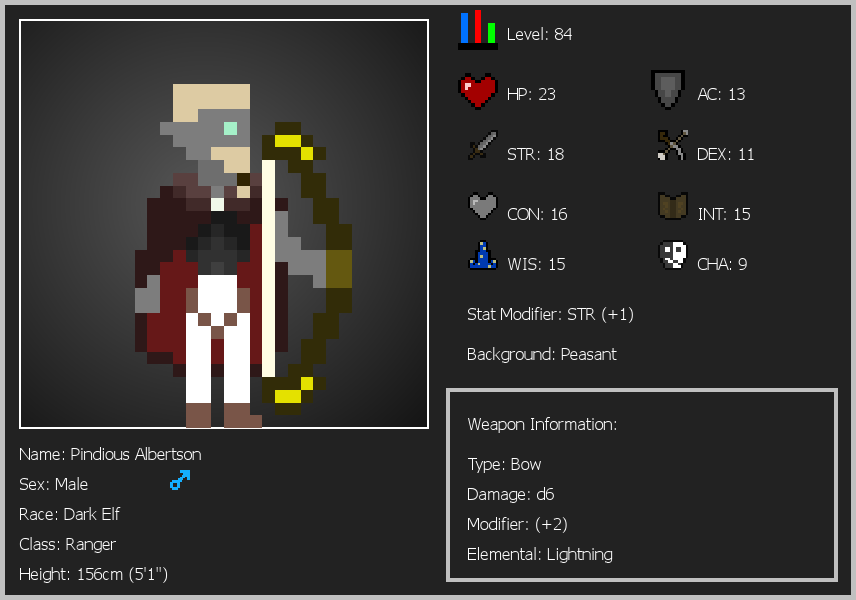 Level: 84
HP: 23
AC: 13
STR: 18
DEX: 11
CON: 16
INT: 15
WIS: 15
CHA: 9
Stat Modifier: STR (+1)
Background: Peasant
Name: Pindious Albertson
Sex: Male
Race: Dark Elf
Class: Ranger
Height: 156cm (5'1")
Weapon Information:
Type: Bow
Damage: d6
Modifier: (+2)
Elemental: Lightning